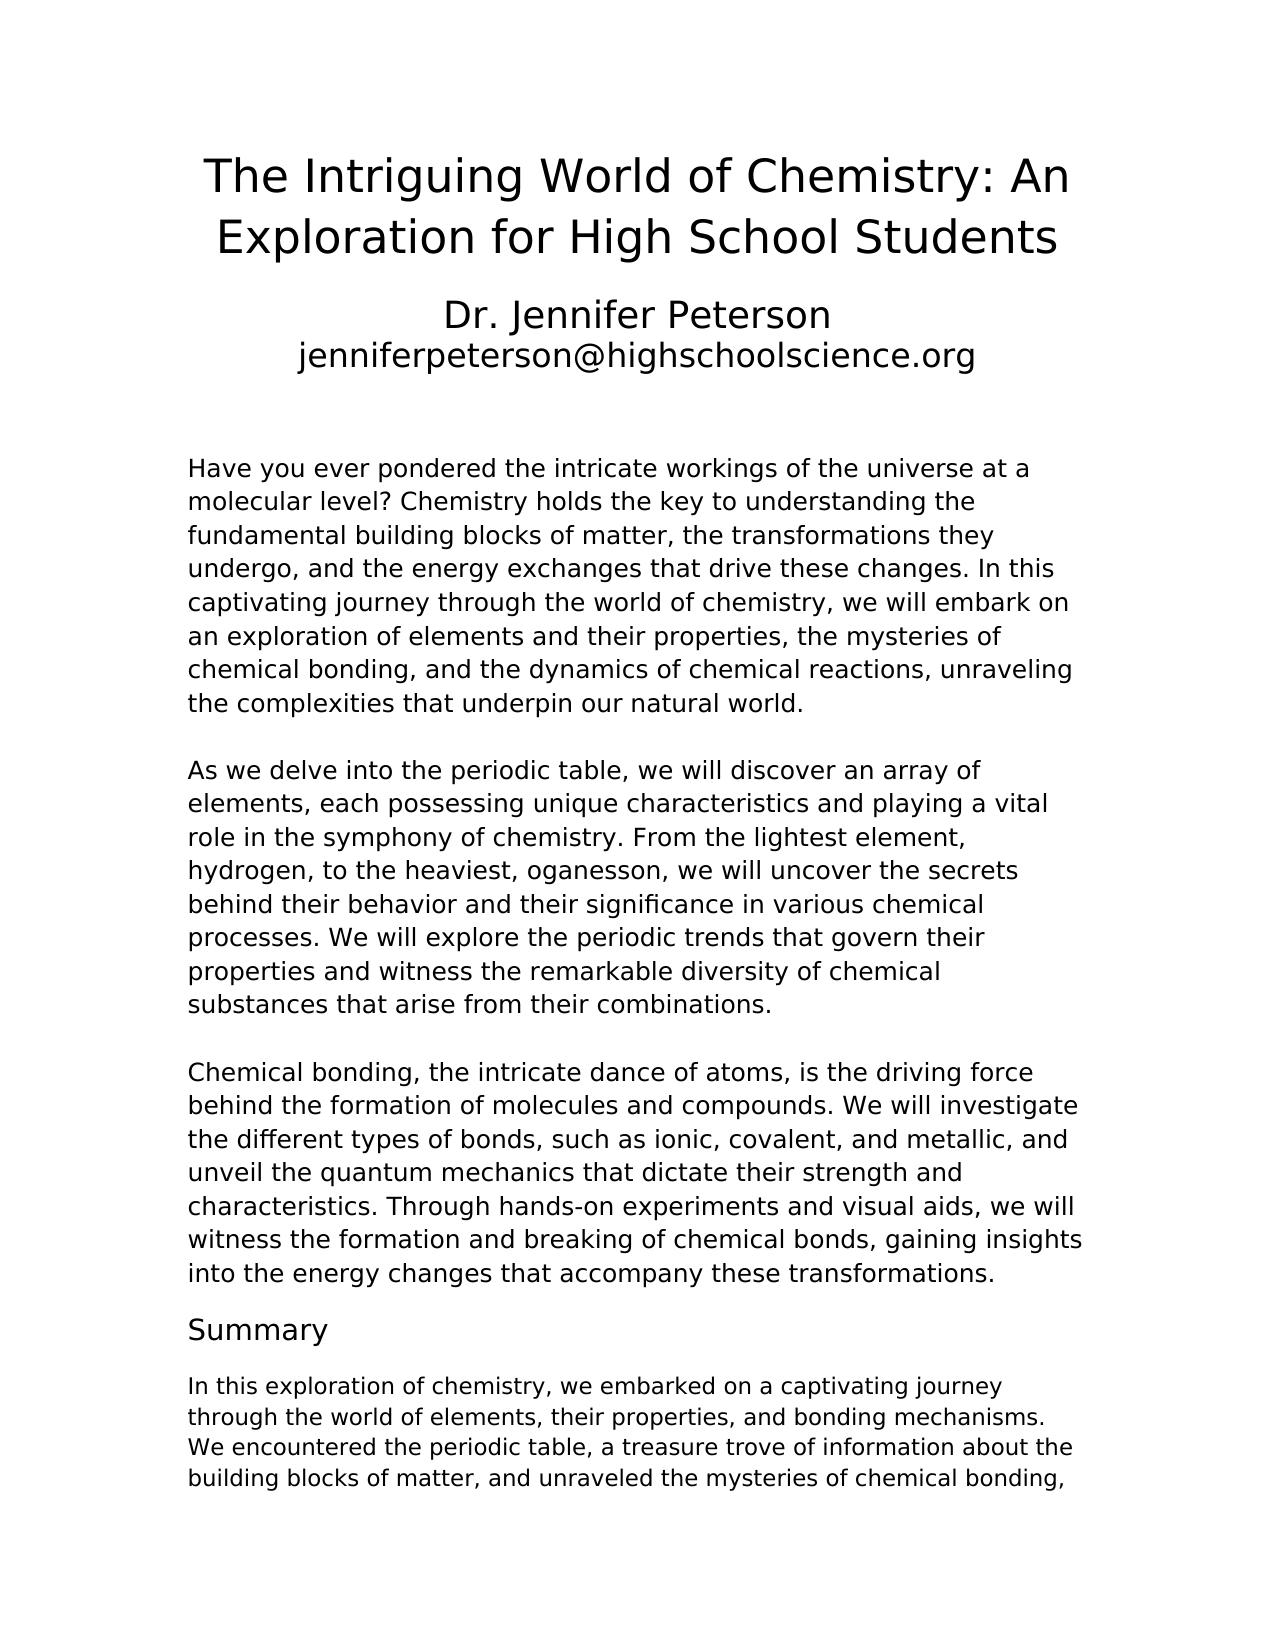 The Intriguing World of Chemistry: An
Exploration for High School Students
Dr. Jennifer Peterson
jenniferpeterson@highschoolscience.org
Have you ever pondered the intricate workings of the universe at a
molecular level? Chemistry holds the key to understanding the
fundamental building blocks of matter, the transformations they
undergo, and the energy exchanges that drive these changes. In this
captivating journey through the world of chemistry, we will embark on
an exploration of elements and their properties, the mysteries of
chemical bonding, and the dynamics of chemical reactions, unraveling
the complexities that underpin our natural world.
As we delve into the periodic table, we will discover an array of
elements, each possessing unique characteristics and playing a vital
role in the symphony of chemistry. From the lightest element,
hydrogen, to the heaviest, oganesson, we will uncover the secrets
behind their behavior and their significance in various chemical
processes. We will explore the periodic trends that govern their
properties and witness the remarkable diversity of chemical
substances that arise from their combinations.
Chemical bonding, the intricate dance of atoms, is the driving force
behind the formation of molecules and compounds. We will investigate
the different types of bonds, such as ionic, covalent, and metallic, and
unveil the quantum mechanics that dictate their strength and
characteristics. Through hands-on experiments and visual aids, we will
witness the formation and breaking of chemical bonds, gaining insights
into the energy changes that accompany these transformations.
Summary
In this exploration of chemistry, we embarked on a captivating journey
through the world of elements, their properties, and bonding mechanisms.
We encountered the periodic table, a treasure trove of information about the
building blocks of matter, and unraveled the mysteries of chemical bonding,